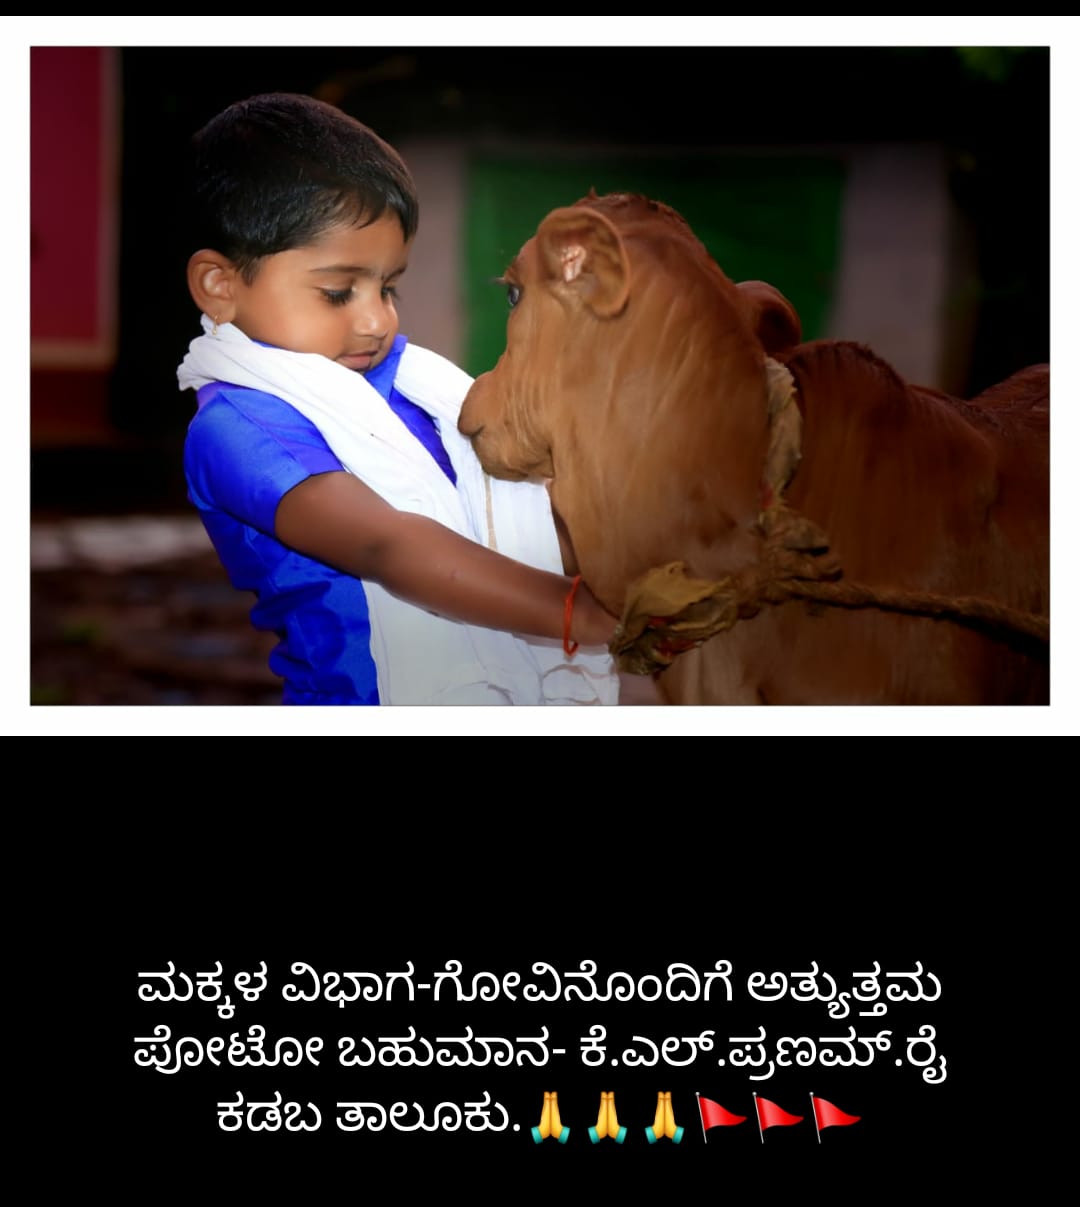 ಮಕ್ಕಳ ವಿಭಾಗ-ಗೋವಿನೊಂದಿಗೆ ಅತ್ಯುತ್ತಮ
ಪೋಟೋ ಬಹುಮಾನ- ಕೆ.ಎಲ್.ಪ್ರಣಮ್.ರೈ
ಕಡಬ ತಾಲೂಕು.🙏🙏🙏🚩🚩🚩